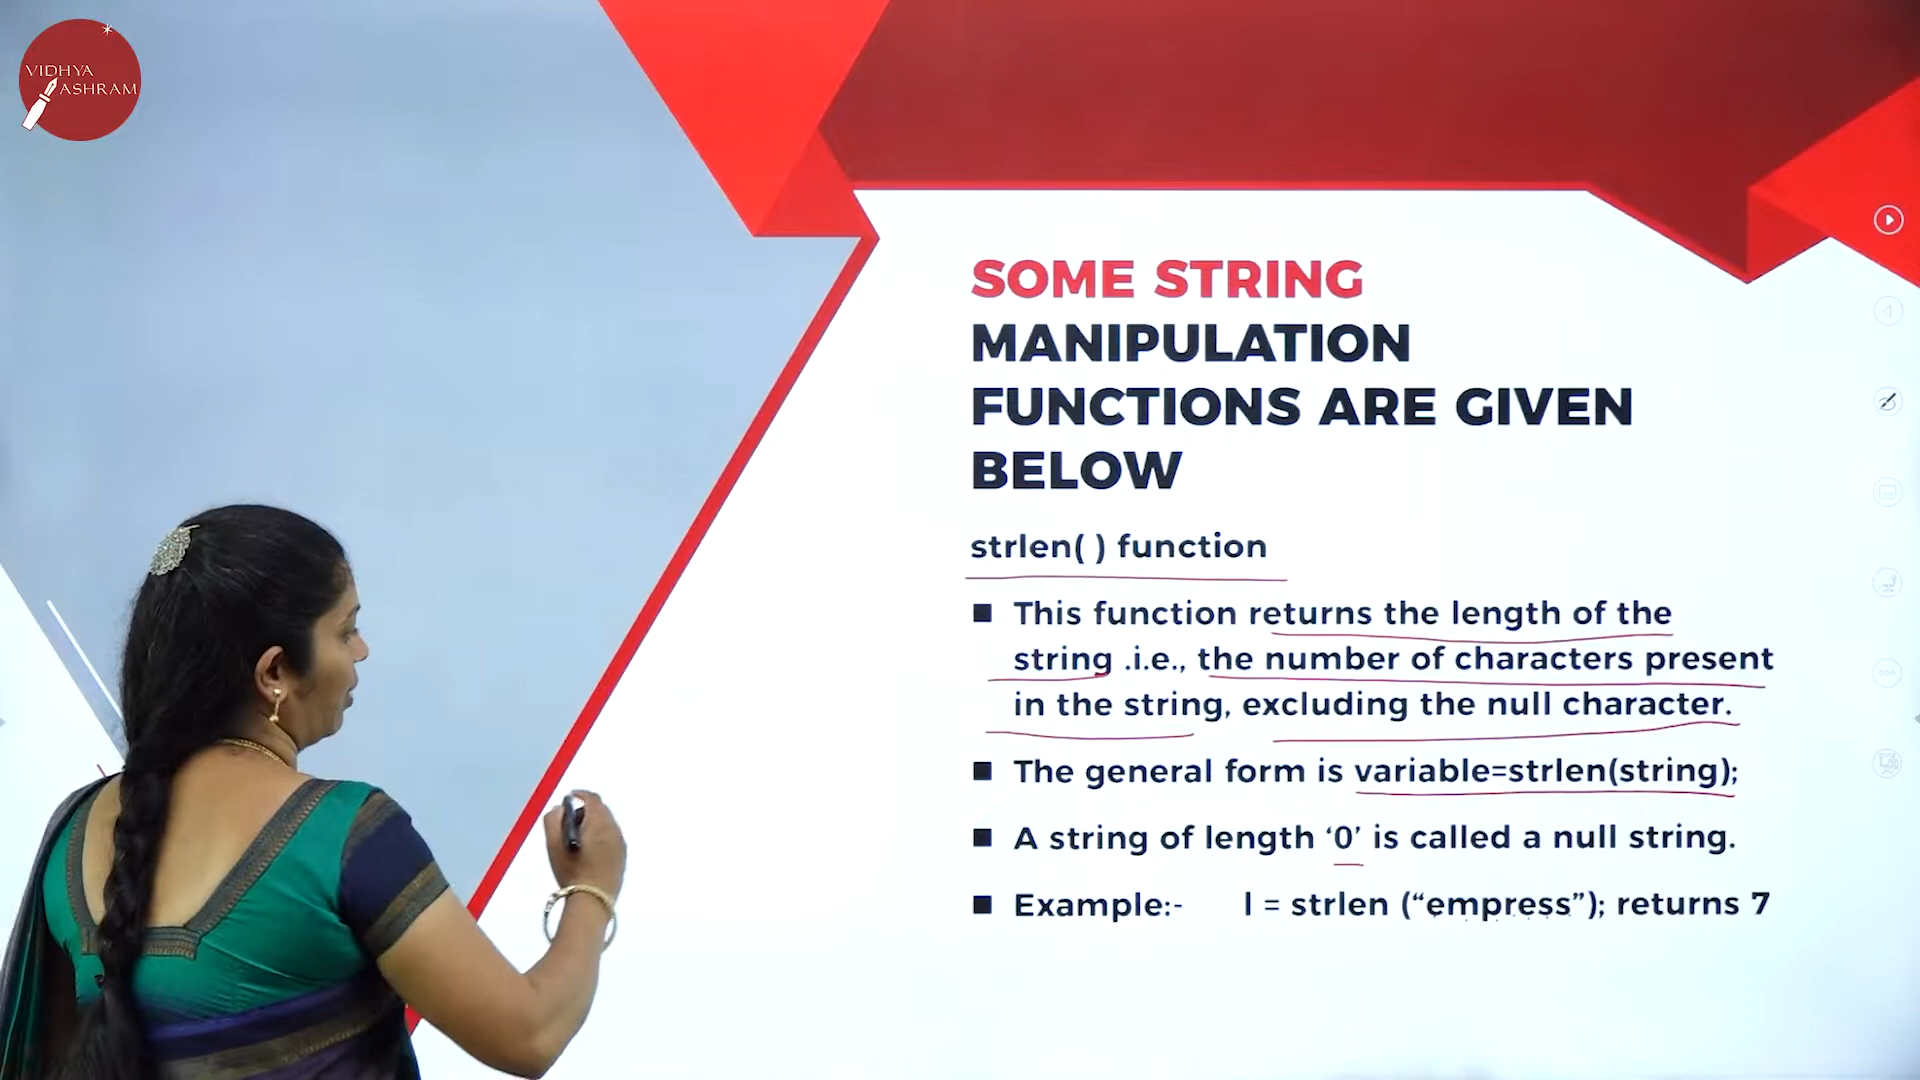 VIDHYA
ASHRAM
SOME STRING
MANIPULATION
FUNCTIONS ARE GIVEN
BELOW
strlen( ) function
■ This function returns the length of the
string .i.e., the number of characters present
in the string, excluding the null character.
■ The general form is variable=strlen(string);
■ A string of length ‘0’ is called a null string.
■ Example:- l = strlen (“empress”); returns 7